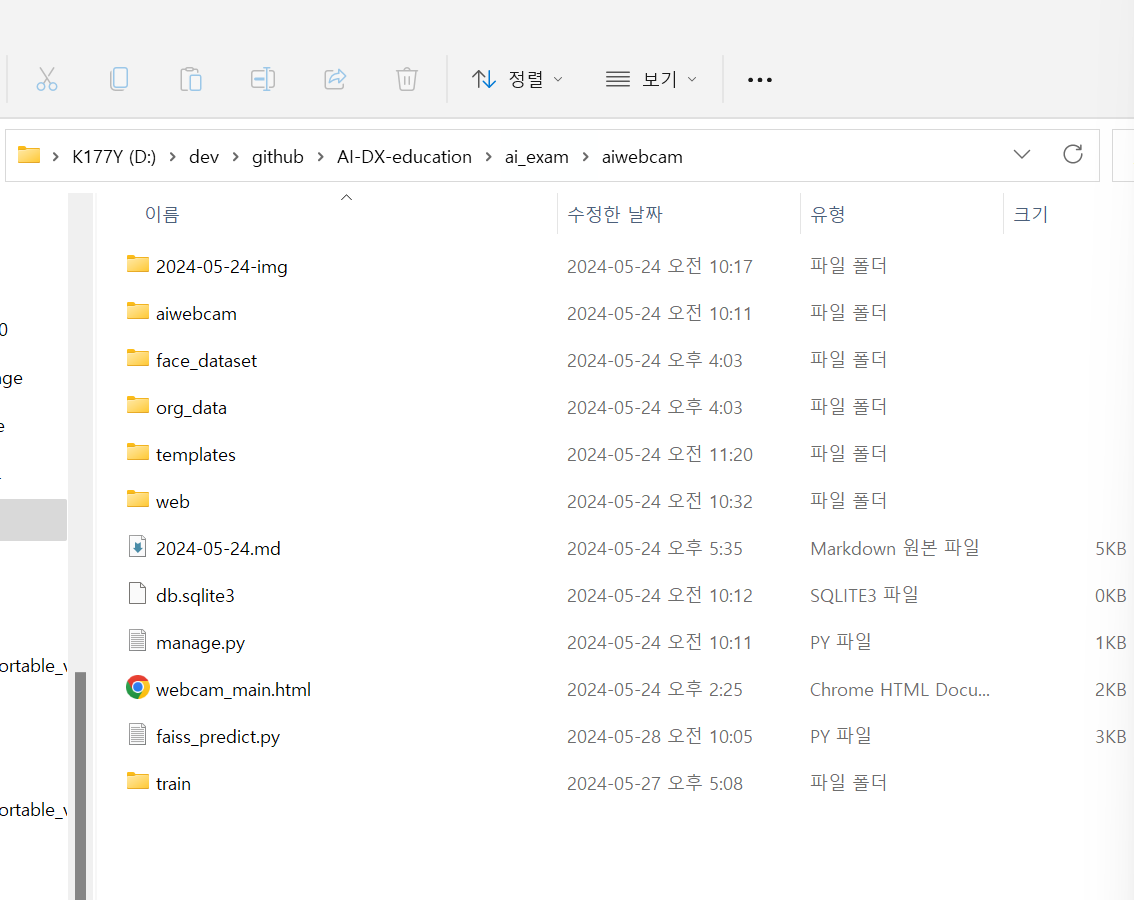 정렬 보기
K177Y (D:) > dev > github > AI-DX-education > ai_exam > aiwebcam
이름 수정한 날짜 유형 크기
2024-05-24-img 2024-05-24 오전 10:17 파일 폴더
aiwebcam 2024-05-24 오전 10:11 파일 폴더
face_dataset 2024-05-24 오후 4:03 파일 폴더
org_data 2024-05-24 오후 4:03 파일 폴더
templates 2024-05-24 오전 11:20 파일 폴더
web 2024-05-24 오전 10:32 파일 폴더
2024-05-24.md 2024-05-24 오후 5:35 Markdown 원본 파일 5KB
db.sqlite3 2024-05-24 오전 10:12 SQLITE3 파일 0KB
manage.py 2024-05-24 오전 10:11 PY 파일 1KB
webcam_main.html 2024-05-24 오후 2:25 Chrome HTML Docu... 2KB
faiss_predict.py 2024-05-28 오전 10:05 PY 파일 3KB
train 2024-05-27 오후 5:08 파일 폴더